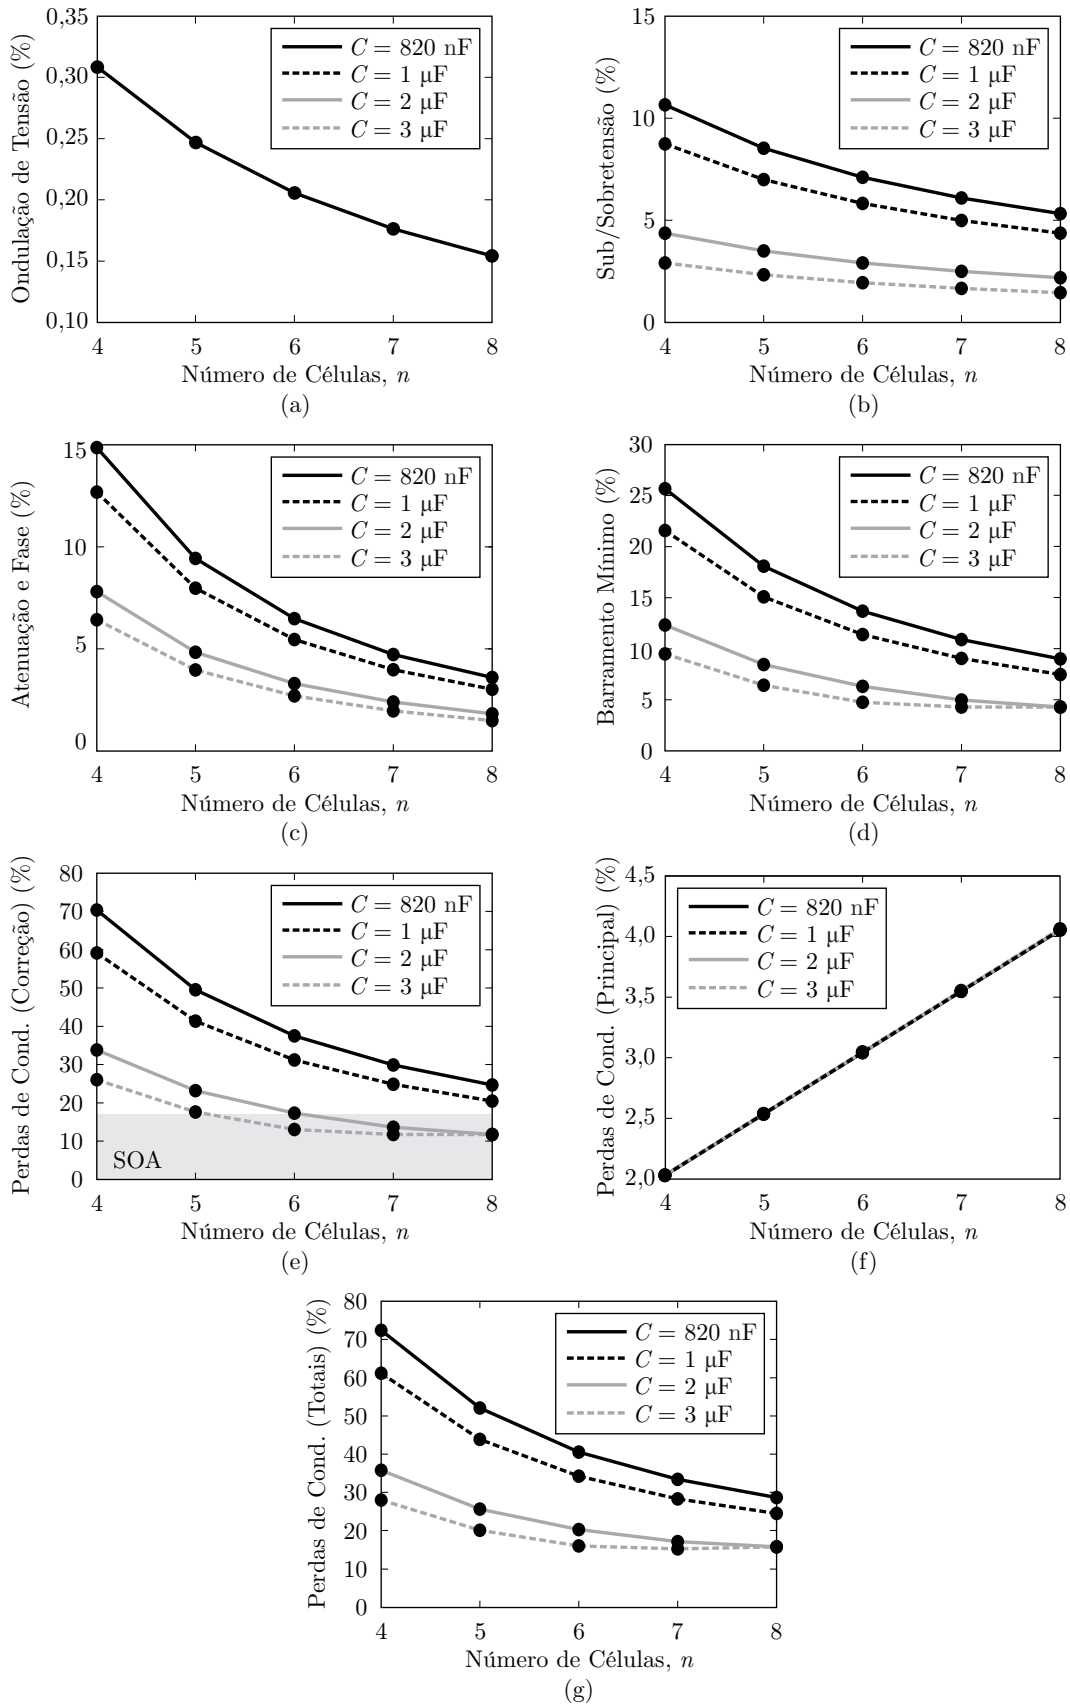 Ondulação de Tensão (%)
0,35
0,30
0,25
0,20
0,15
0,10
C = 820 nF
C = 1 μF
C = 2 μF
C = 3 μF
4 5 6 7 8
Número de Células, n
(a)
Sub/Sobretensão (%)
15
10
5
0
C = 820 nF
C = 1 μF
C = 2 μF
C = 3 μF
4 5 6 7 8
Número de Células, n
(b)
Atenuação e Fase (%)
15
10
5
0
C = 820 nF
C = 1 μF
C = 2 μF
C = 3 μF
4 5 6 7 8
Número de Células, n
(c)
Barramento Mínimo (%)
30
25
20
15
10
5
0
C = 820 nF
C = 1 μF
C = 2 μF
C = 3 μF
4 5 6 7 8
Número de Células, n
(d)
Perdas de Cond. (Correção) (%)
80
70
60
50
40
30
20
10
0
C = 820 nF
C = 1 μF
C = 2 μF
C = 3 μF
SOA
4 5 6 7 8
Número de Células, n
(e)
Perdas de Cond. (Principal) (%)
4,5
4,0
3,5
3,0
2,5
2,0
C = 820 nF
C = 1 μF
C = 2 μF
C = 3 μF
4 5 6 7 8
Número de Células, n
(f)
Perdas de Cond. (Totais) (%)
80
70
60
50
40
30
20
10
0
C = 820 nF
C = 1 μF
C = 2 μF
C = 3 μF
4 5 6 7 8
Número de Células, n
(g)